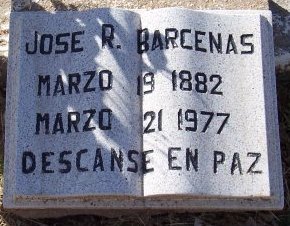 JOSE R. BARCENAS
MARZO 19 1882
MARZO 21 1977
DESCANSE EN PAZ